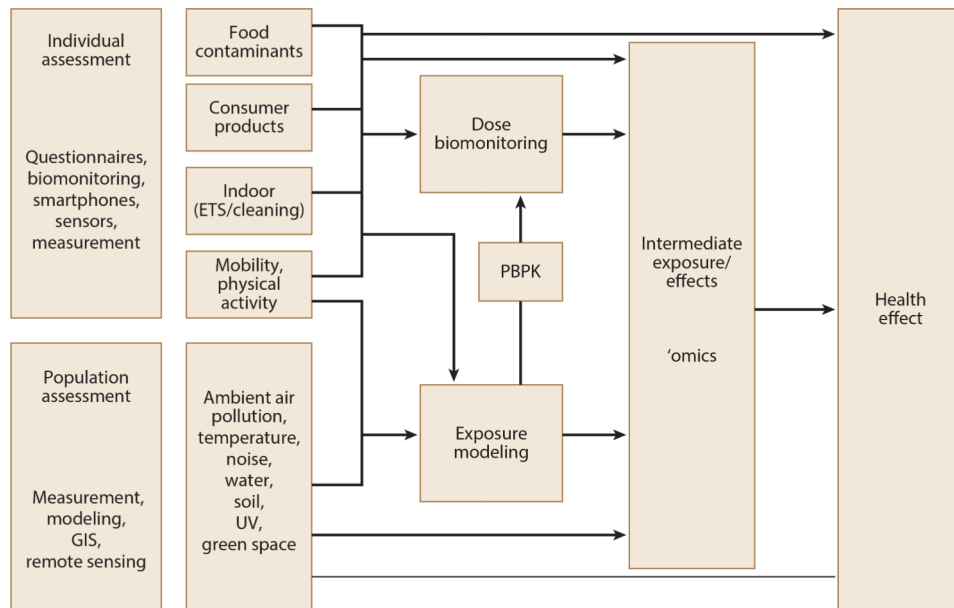 Individual
assessment
Questionnaires,
biomonitoring,
smartphones,
sensors,
measurement
Population
assessment
Measurement,
modeling,
GIS,
remote sensing
Food
contaminants
Consumer
products
Indoor
(ETS/cleaning)
Mobility,
physical
activity
Ambient air
pollution,
temperature,
noise,
water,
soil,
UV,
green space
Dose
biomonitoring
PBPK
Exposure
modeling
Intermediate
exposure/
effects
‘omics
Health
effect